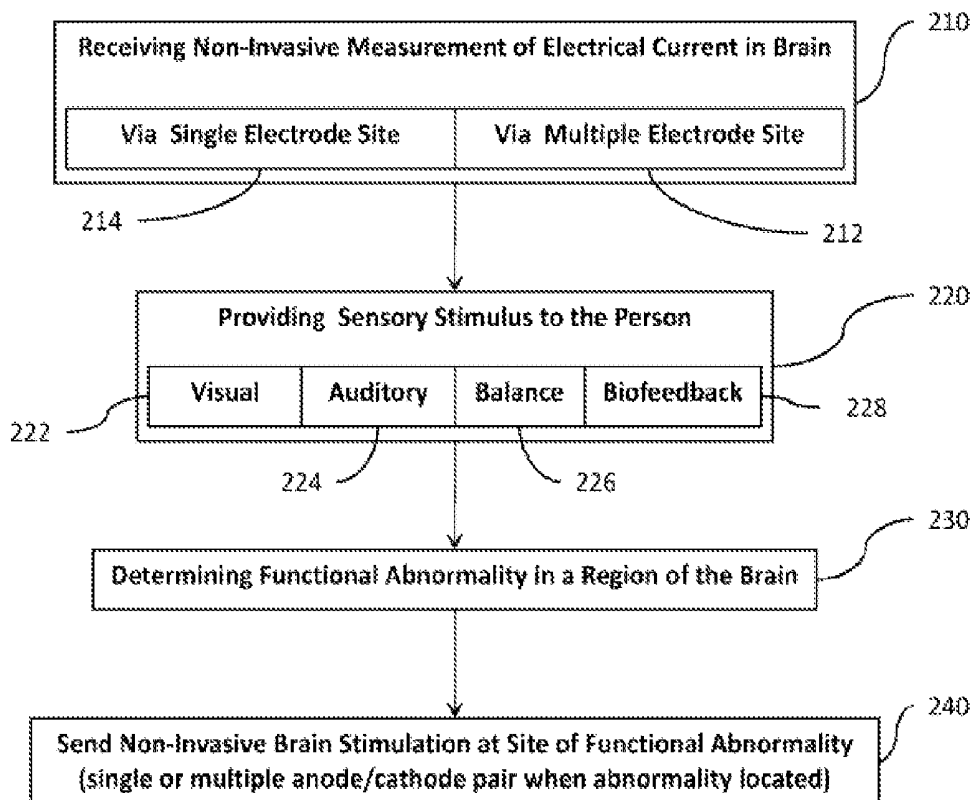 Receiving Non-Invasive Measurement of Electrical Current in Brain
210
Via Single Electrode Site
Via Multiple Electrode Site
214
212
Providing Sensory Stimulus to the Person
220
Visual
Auditory
Balance
Biofeedback
222
228
224
226
230
Determining Functional Abnormality in a Region of the Brain
240
Send Non-Invasive Brain Stimulation at Site of Functional Abnormality
(single or multiple anode/cathode pair when abnormality located)